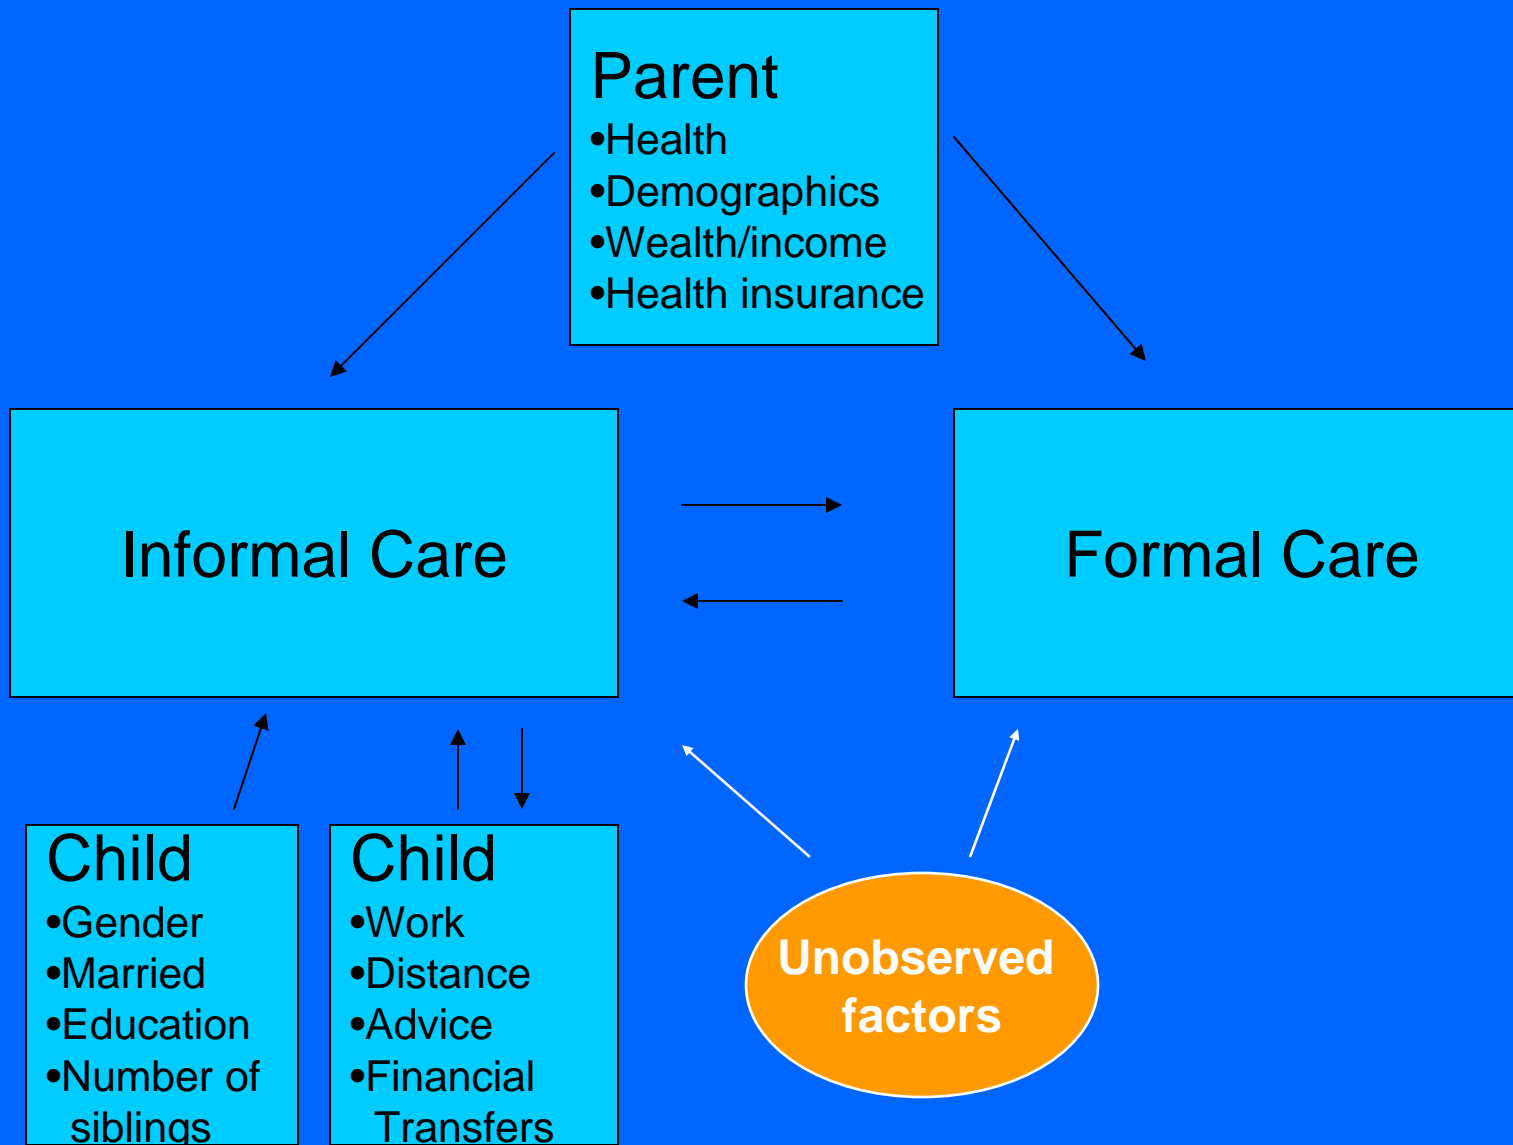 Parent
•Health
•Demographics
•Wealth/income
•Health insurance
Informal Care
Formal Care
Child
•Gender
•Married
•Education
•Number of
siblings
Child
•Work
•Distance
•Advice
•Financial
Transfers
Unobserved
factors